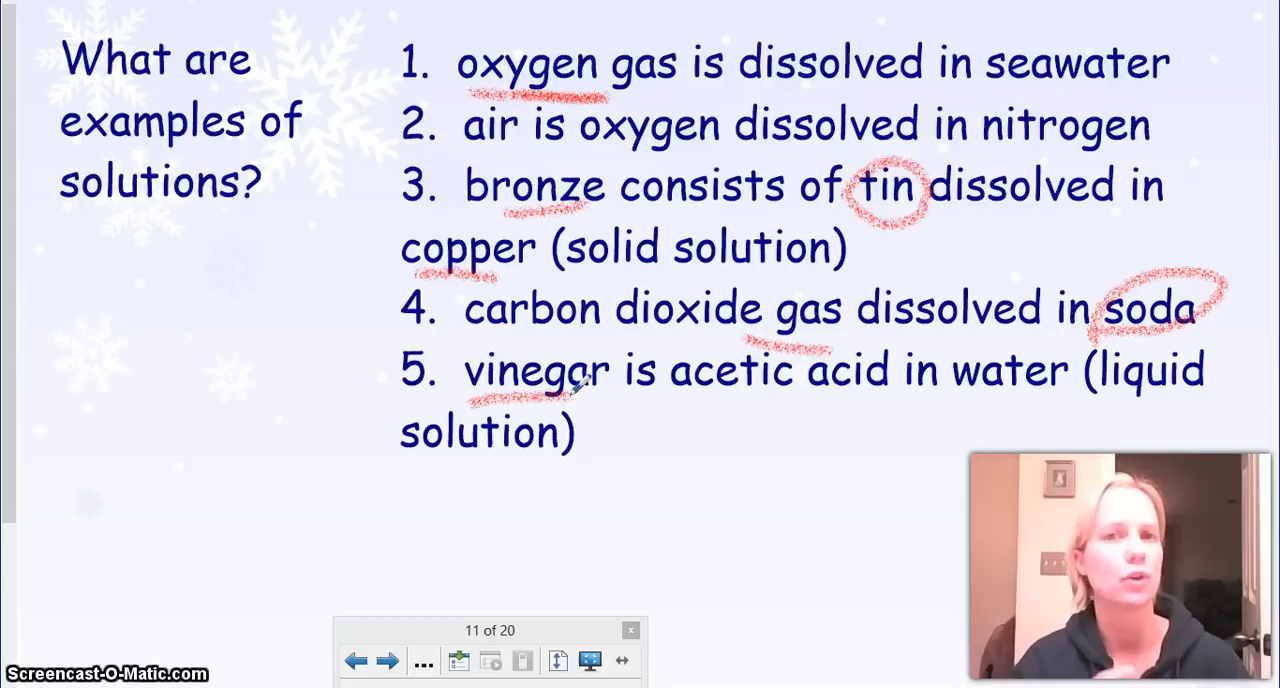 What are
examples of
solutions?
1. oxygen gas is dissolved in seawater
2. air is oxygen dissolved in nitrogen
3. bronze consists of tin dissolved in
copper (solid solution)
4. carbon dioxide gas dissolved in soda
5. vinegar is acetic acid in water (liquid
solution)
11 of 20
Screencast-O-Matic.com